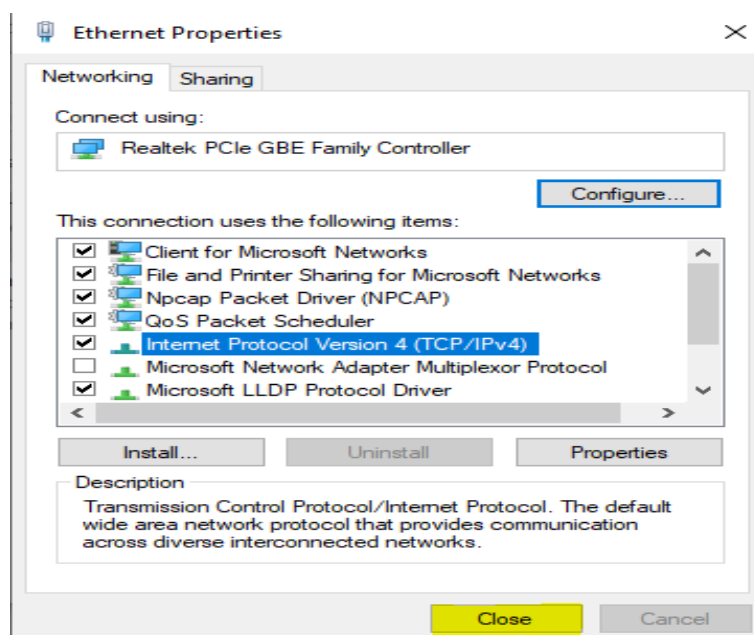 Ethernet Properties
Networking Sharing
Connect using:
Realtek PCIe GBE Family Controller
Configure...
This connection uses the following items:
Client for Microsoft Networks
File and Printer Sharing for Microsoft Networks
Npcap Packet Driver (NPCAP)
QoS Packet Scheduler
Internet Protocol Version 4 (TCP/IPv4)
Microsoft Network Adapter Multiplexor Protocol
Microsoft LLDP Protocol Driver
Install... Uninstall Properties
Description
Transmission Control Protocol/Internet Protocol. The default
wide area network protocol that provides communication
across diverse interconnected networks.
Close Cancel